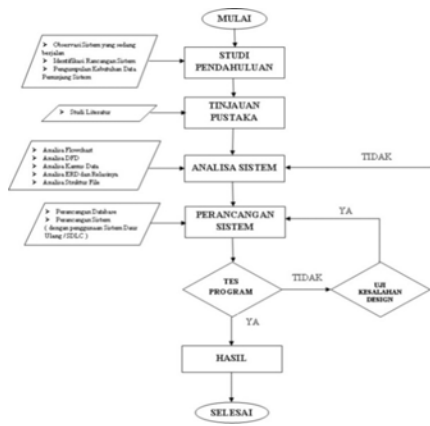 MULAI
➤ Observasi Sistem yang sedang
berjalan
➤ Identifikasi Rancangan Sistem
➤ Pengumpulan Kebutuhan Data
Penunjang Sistem
STUDI
PENDAHULUAN
➤ Studi Literatur
TINJAUAN
PUSTAKA
➤ Analisa Flowchart
➤ Analisa DFD
➤ Analisa Kamus Data
➤ Analisa ERD dan Relasinya
➤ Analisa Struktur File
ANALISA SISTEM
TIDAK
➤ Perancangan Database
➤ Perancangan Sistem
( dengan penggunaan Sistem Daur
Ulang / SDLC )
PERANCANGAN
SISTEM
YA
TES
PROGRAM
TIDAK
UJI
KESALAHAN
DESIGN
YA
HASIL
SELESAI